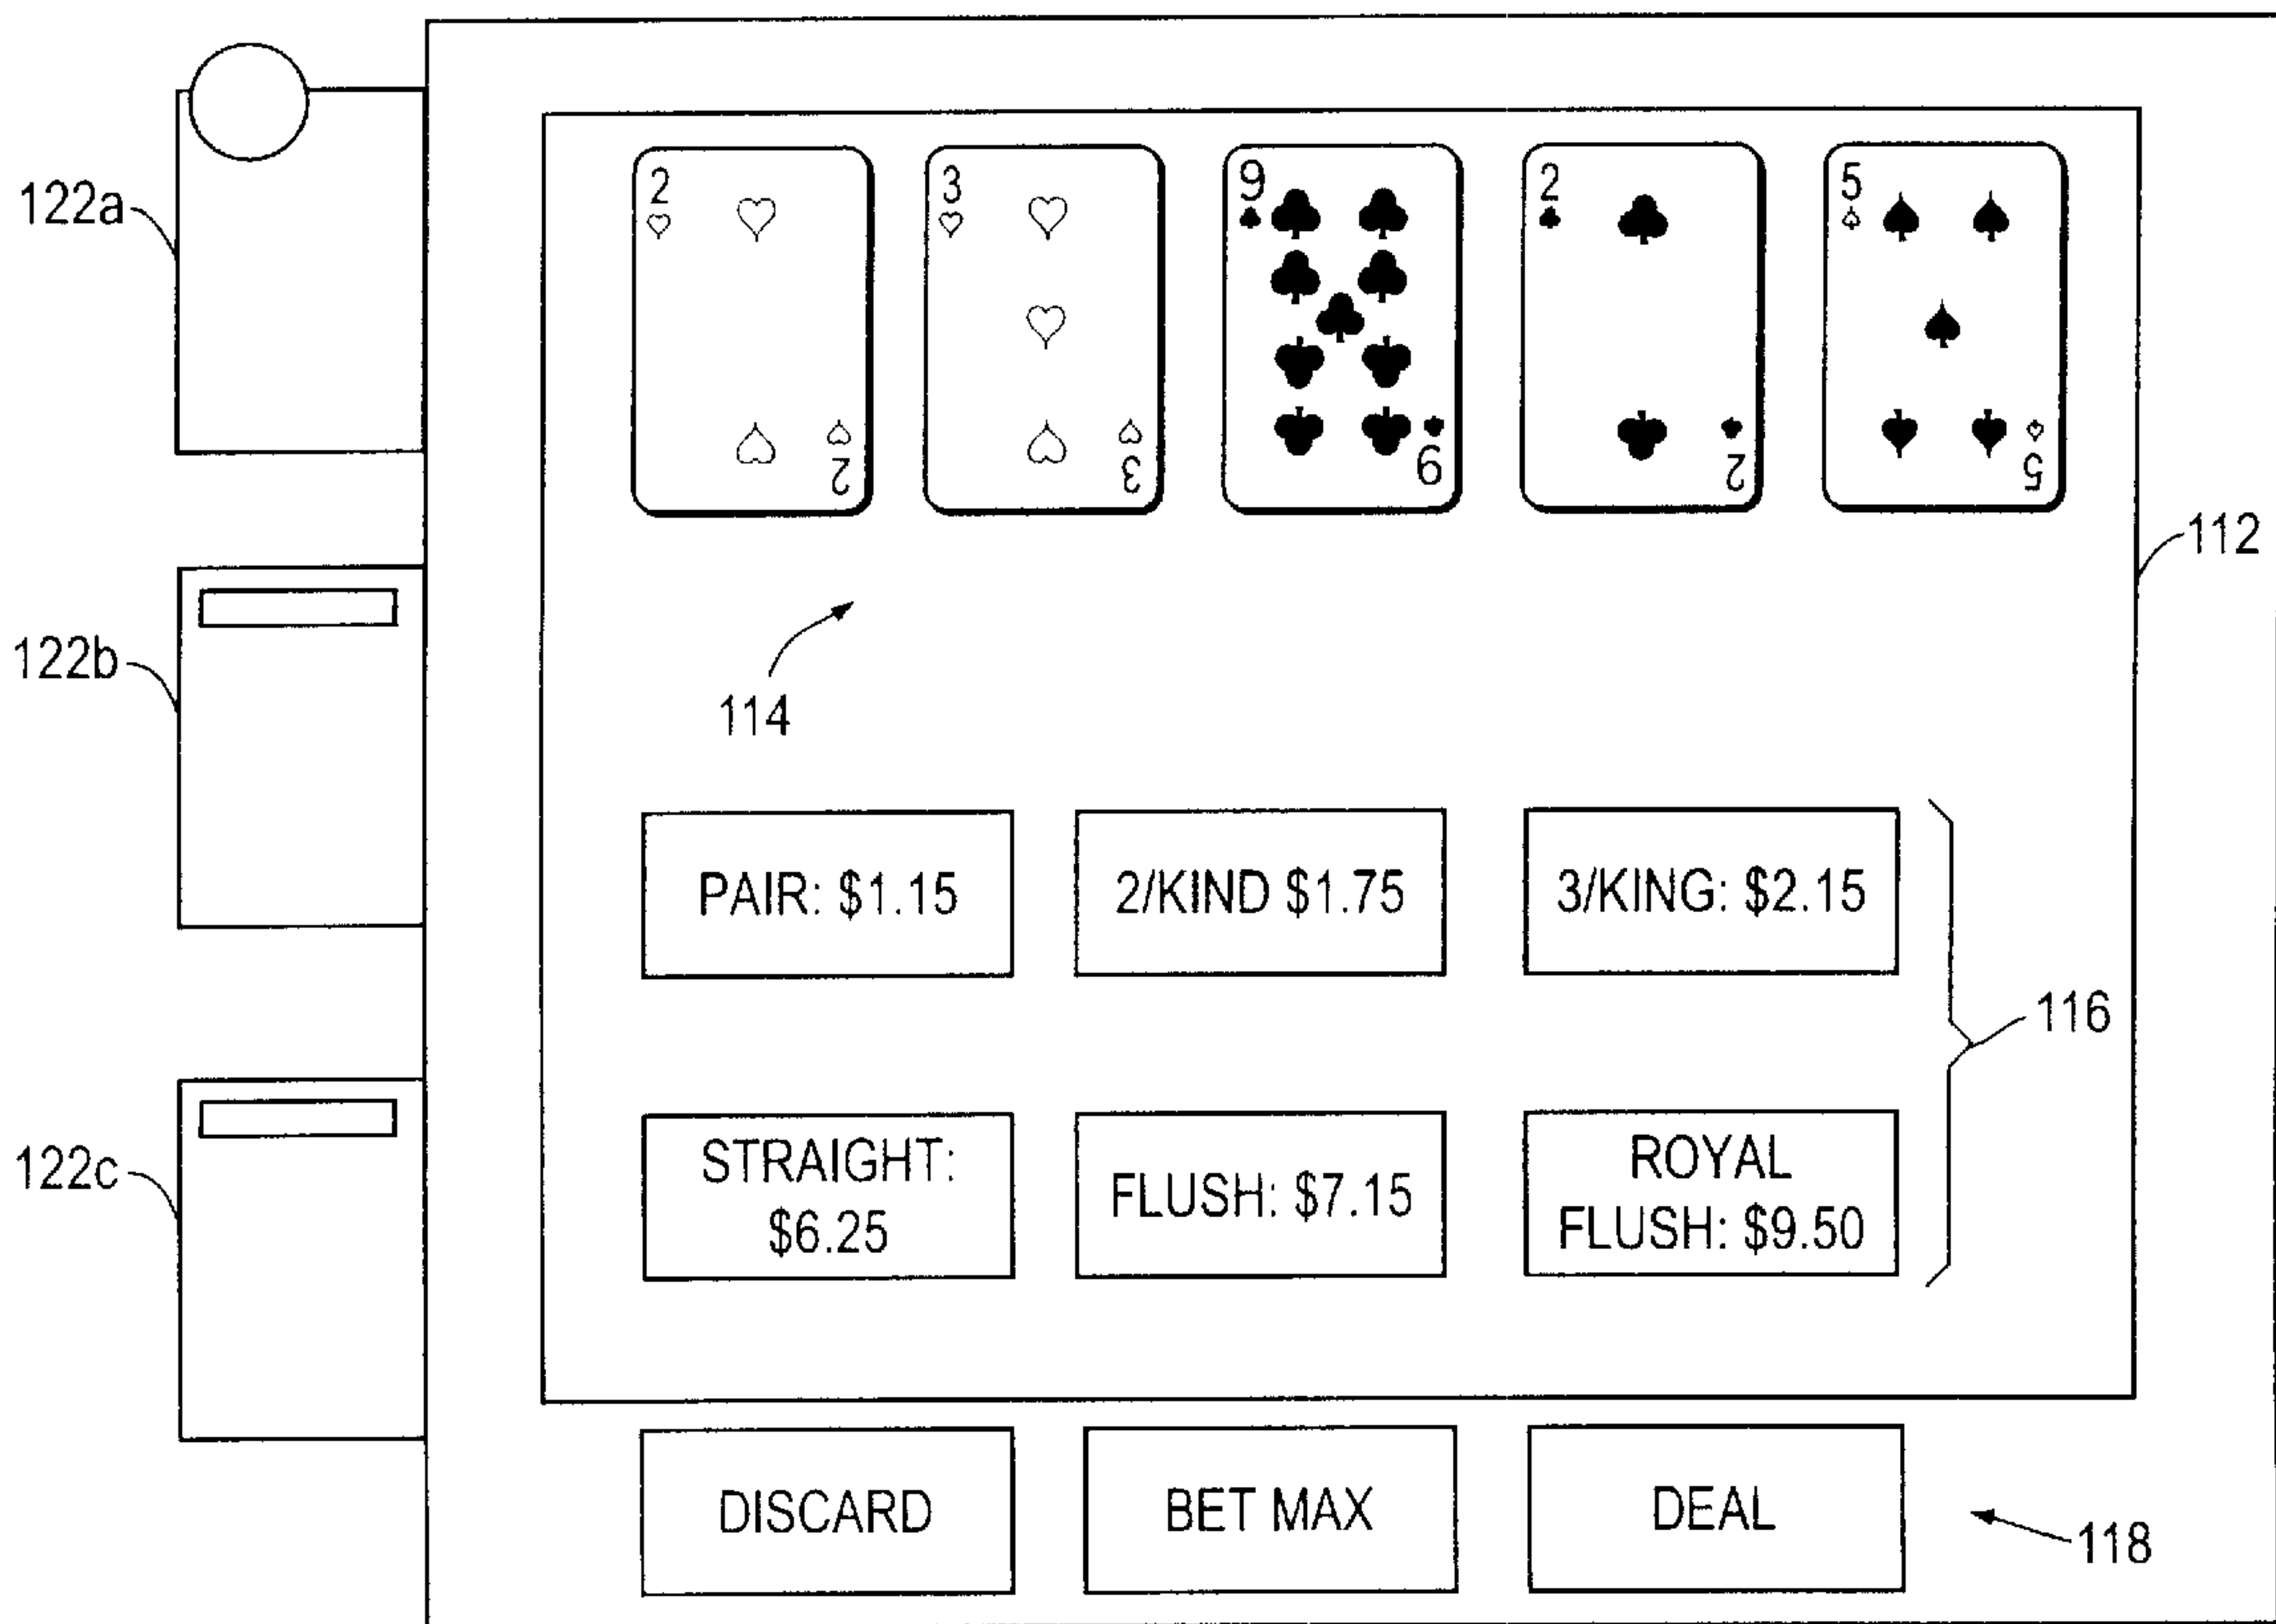 2 3 9 2 5
2 3 9 2 5
122a
112
122b
114
PAIR: $1.15
2/KIND $1.75
3/KING: $2.15
116
STRAIGHT:
$6.25
FLUSH: $7.15
ROYAL
FLUSH: $9.50
122c
DISCARD
BET MAX
DEAL
118